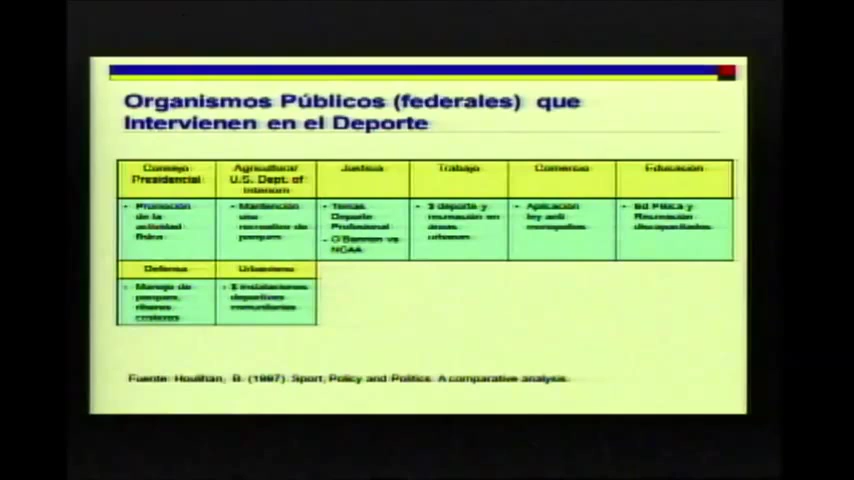 Organismos Públicos (federales) que
Intervienen en el Deporte
Consejo
Presidencial
Agricultura/
U.S. Dept. of
Interiorn
Justicia
Trabajo
Comercio
Educación
• Promoción
de la
actividad
física
• Mantención
uso
recreativo de
parques
• Temas
Deporte
Profesional
• O'Bannon vs
NCAA
• $ deporte y
recreación en
áreas
urbanas
• Aplicación
ley anti
monopolios
• Ed Física y
Recreación
discapacitados
Defensa
Urbanismo
• Manejo de
parques,
riberas
costeros
• $ instalaciones
deportivas
comunitarias
Fuente: Houlihan, B. (1997). Sport, Policy and Politics. A comparative analysis.